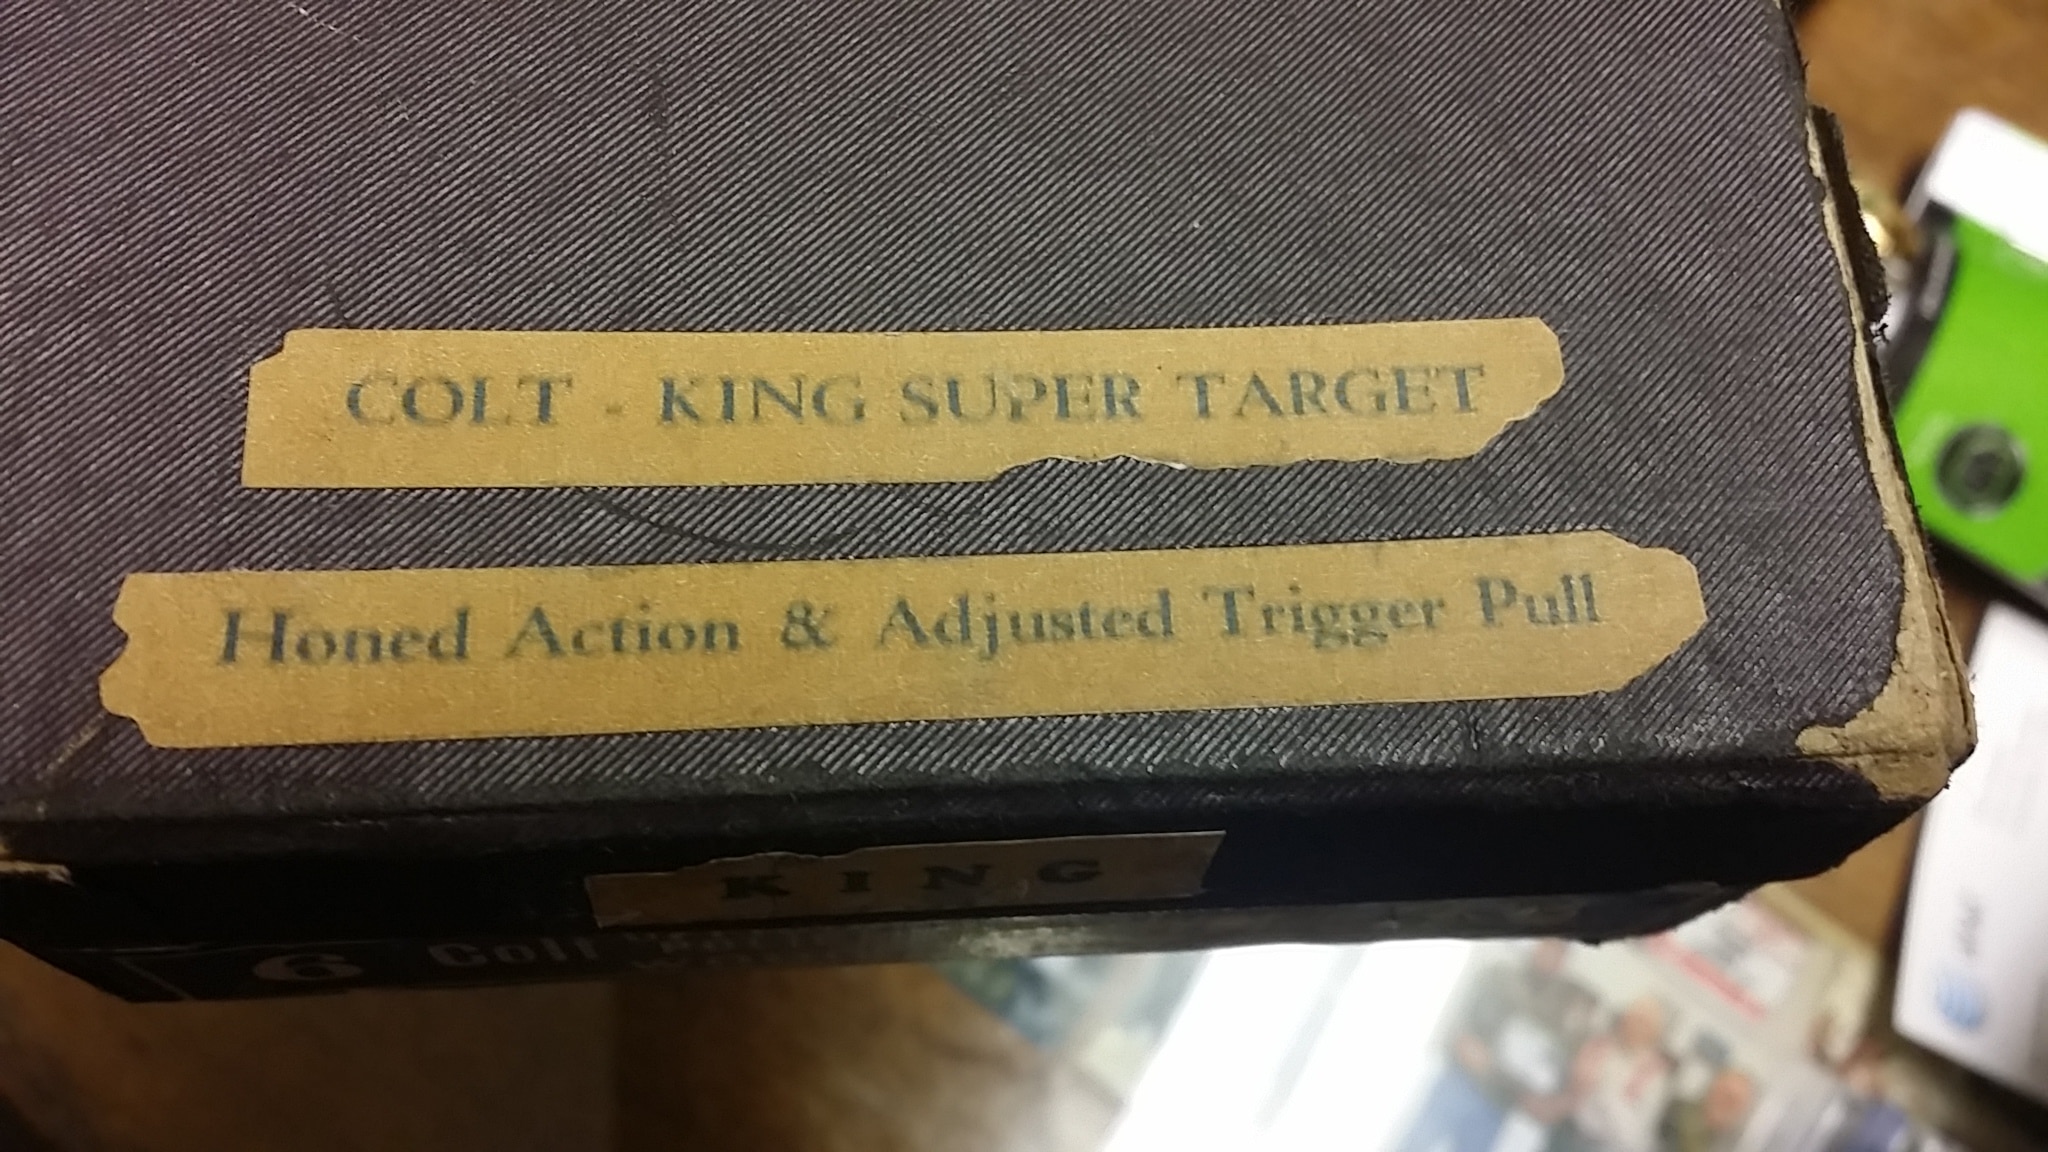 COLT - KING SUPER TARGET
Honed Action & Adjusted Trigger Pull
KING
6 Colt